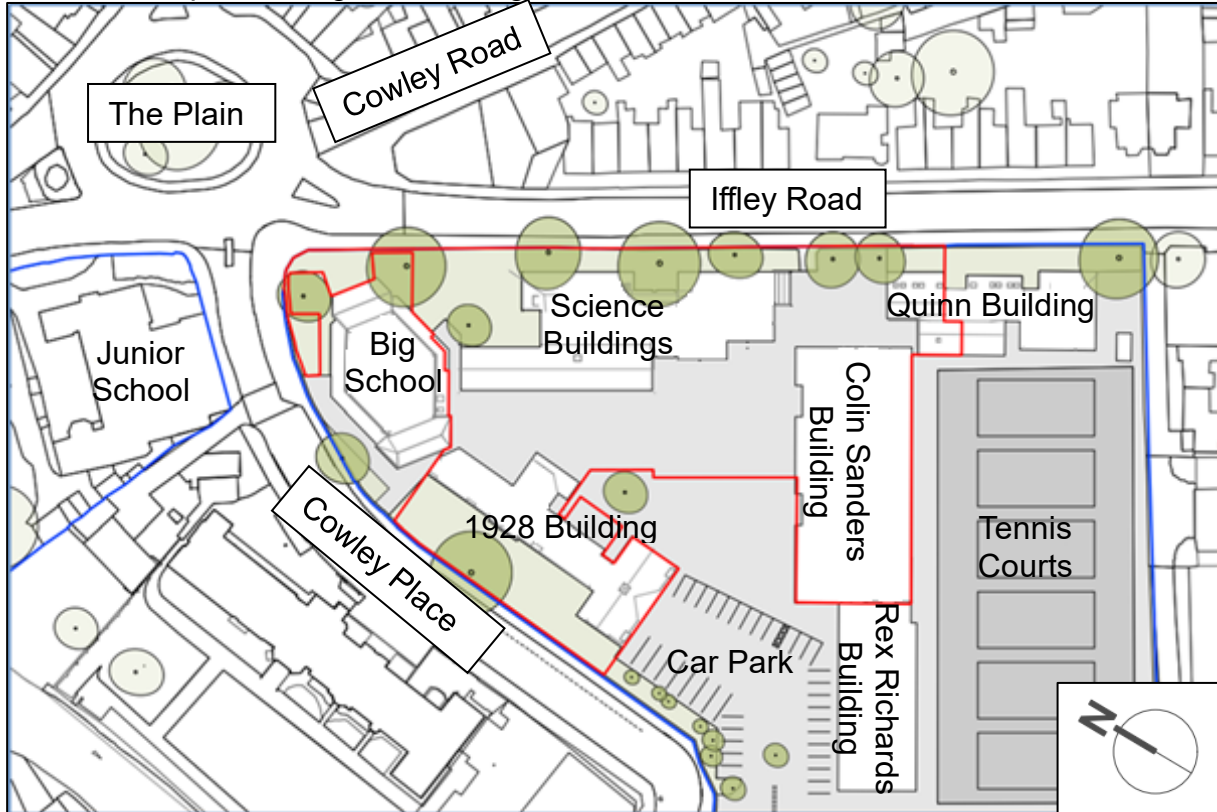 Cowley Road
The Plain
Iffley Road
Science
Buildings
Quinn Building
Junior
School
Big
School
Colin Sanders
Building
1928 Building
Tennis
Courts
Cowley Place
Car Park
Rex Richards
Building
N